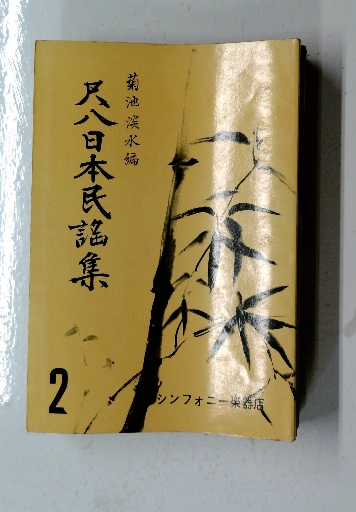 菊池淡水編
尺八日本民謡集
2
シンフォニー楽器店